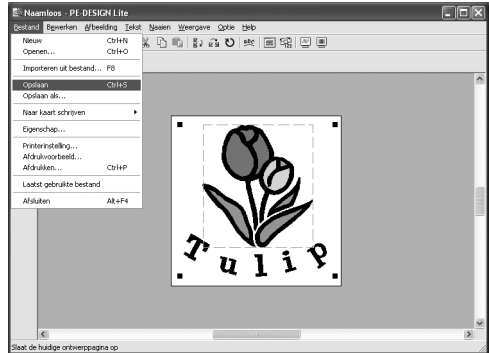 Naamloos - PE-DESIGN Lite
Bestand Bewerken Afbeelding Tekst Naaien Weergave Optie Help
Nieuw Ctrl+N
Openen... Ctrl+O
Importeren uit bestand... F8
Opslaan Ctrl+S
Opslaan als...
Naar kaart schrijven
Eigenschap...
Printerinstelling...
Afdrukvoorbeeld...
Afdrukken... Ctrl+P
Laatst gebruikte bestand
Afsluiten Alt+F4
Tulip
Slaat de huidige ontwerppagina op